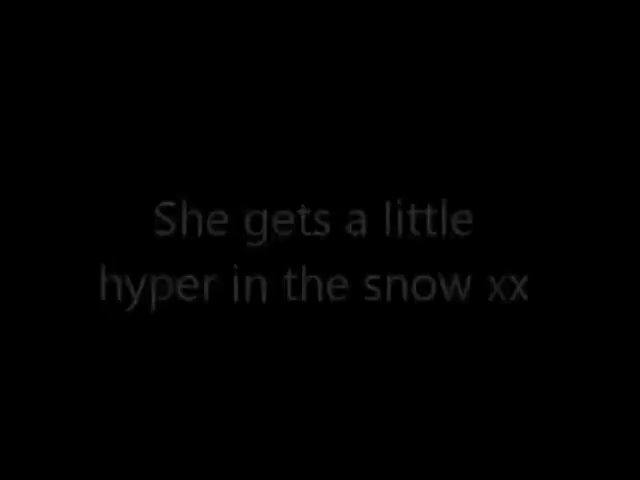 She gets a little
hyper in the snow xx